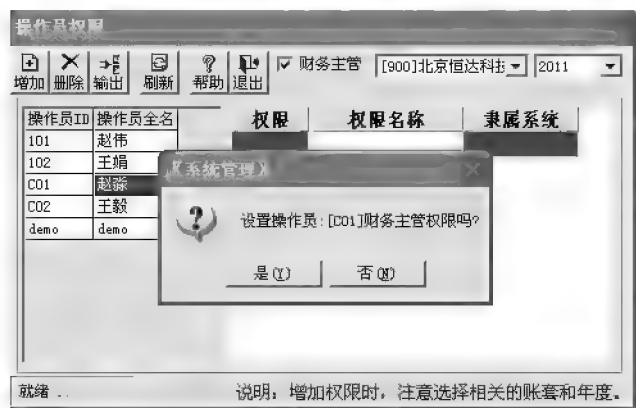 操作员权限
增加 删除 输出 刷新 帮助 退出 财务主管 [900]北京恒达科技 2011
操作员ID 操作员全名 权限 权限名称 隶属系统
101 赵伟
102 王娟
C01 赵淼
C02 王毅
demo demo
【系统管理】
设置操作员:[C01]财务主管权限吗?
是(Y) 否(N)
就绪 .. 说明: 增加权限时, 注意选择相关的账套和年度.